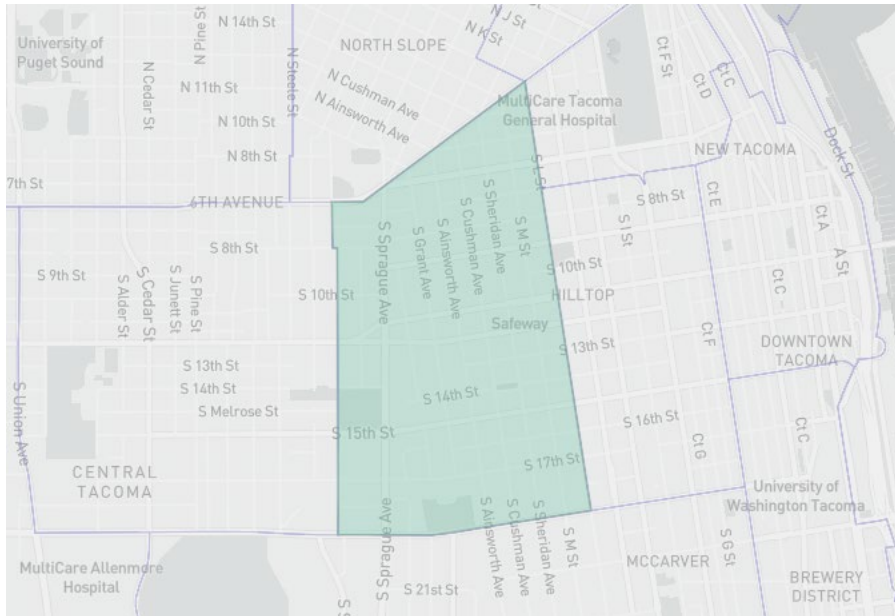 N 14th St
N J St
N K St
University of
Puget Sound
N Pine St
N Steele St
NORTH SLOPE
Ct F St
Ct C
Ct D
N Cedar St
N 11th St
N Cushman Ave
N Ainsworth Ave
MultiCare Tacoma
General Hospital
N 10th St
Dock St
N 8th St
NEW TACOMA
7th St
6TH AVENUE
S L St
S 8th St
Ct E
S Sheridan Ave
S Cushman Ave
S M St
S I St
Ct A
A St
S 8th St
S Sprague Ave
S Grant Ave
S Ainsworth Ave
S 9th St
S Alder St
S Cedar St
S Junett St
S Pine St
S 10th St
S 10th St
Ct C
HILLTOP
Safeway
Ct F
DOWNTOWN
TACOMA
S 13th St
S 13th St
S 14th St
S 14th St
S Union Ave
S Melrose St
S 16th St
Ct C
Ct G
S 15th St
S 17th St
CENTRAL
TACOMA
University of
Washington Tacoma
S Sprague Ave
S Ainsworth Ave
S Cushman Ave
S Sheridan Ave
S M St
S G St
MultiCare Allenmore
Hospital
MCCARVER
S 21st St
BREWERY
DISTRICT